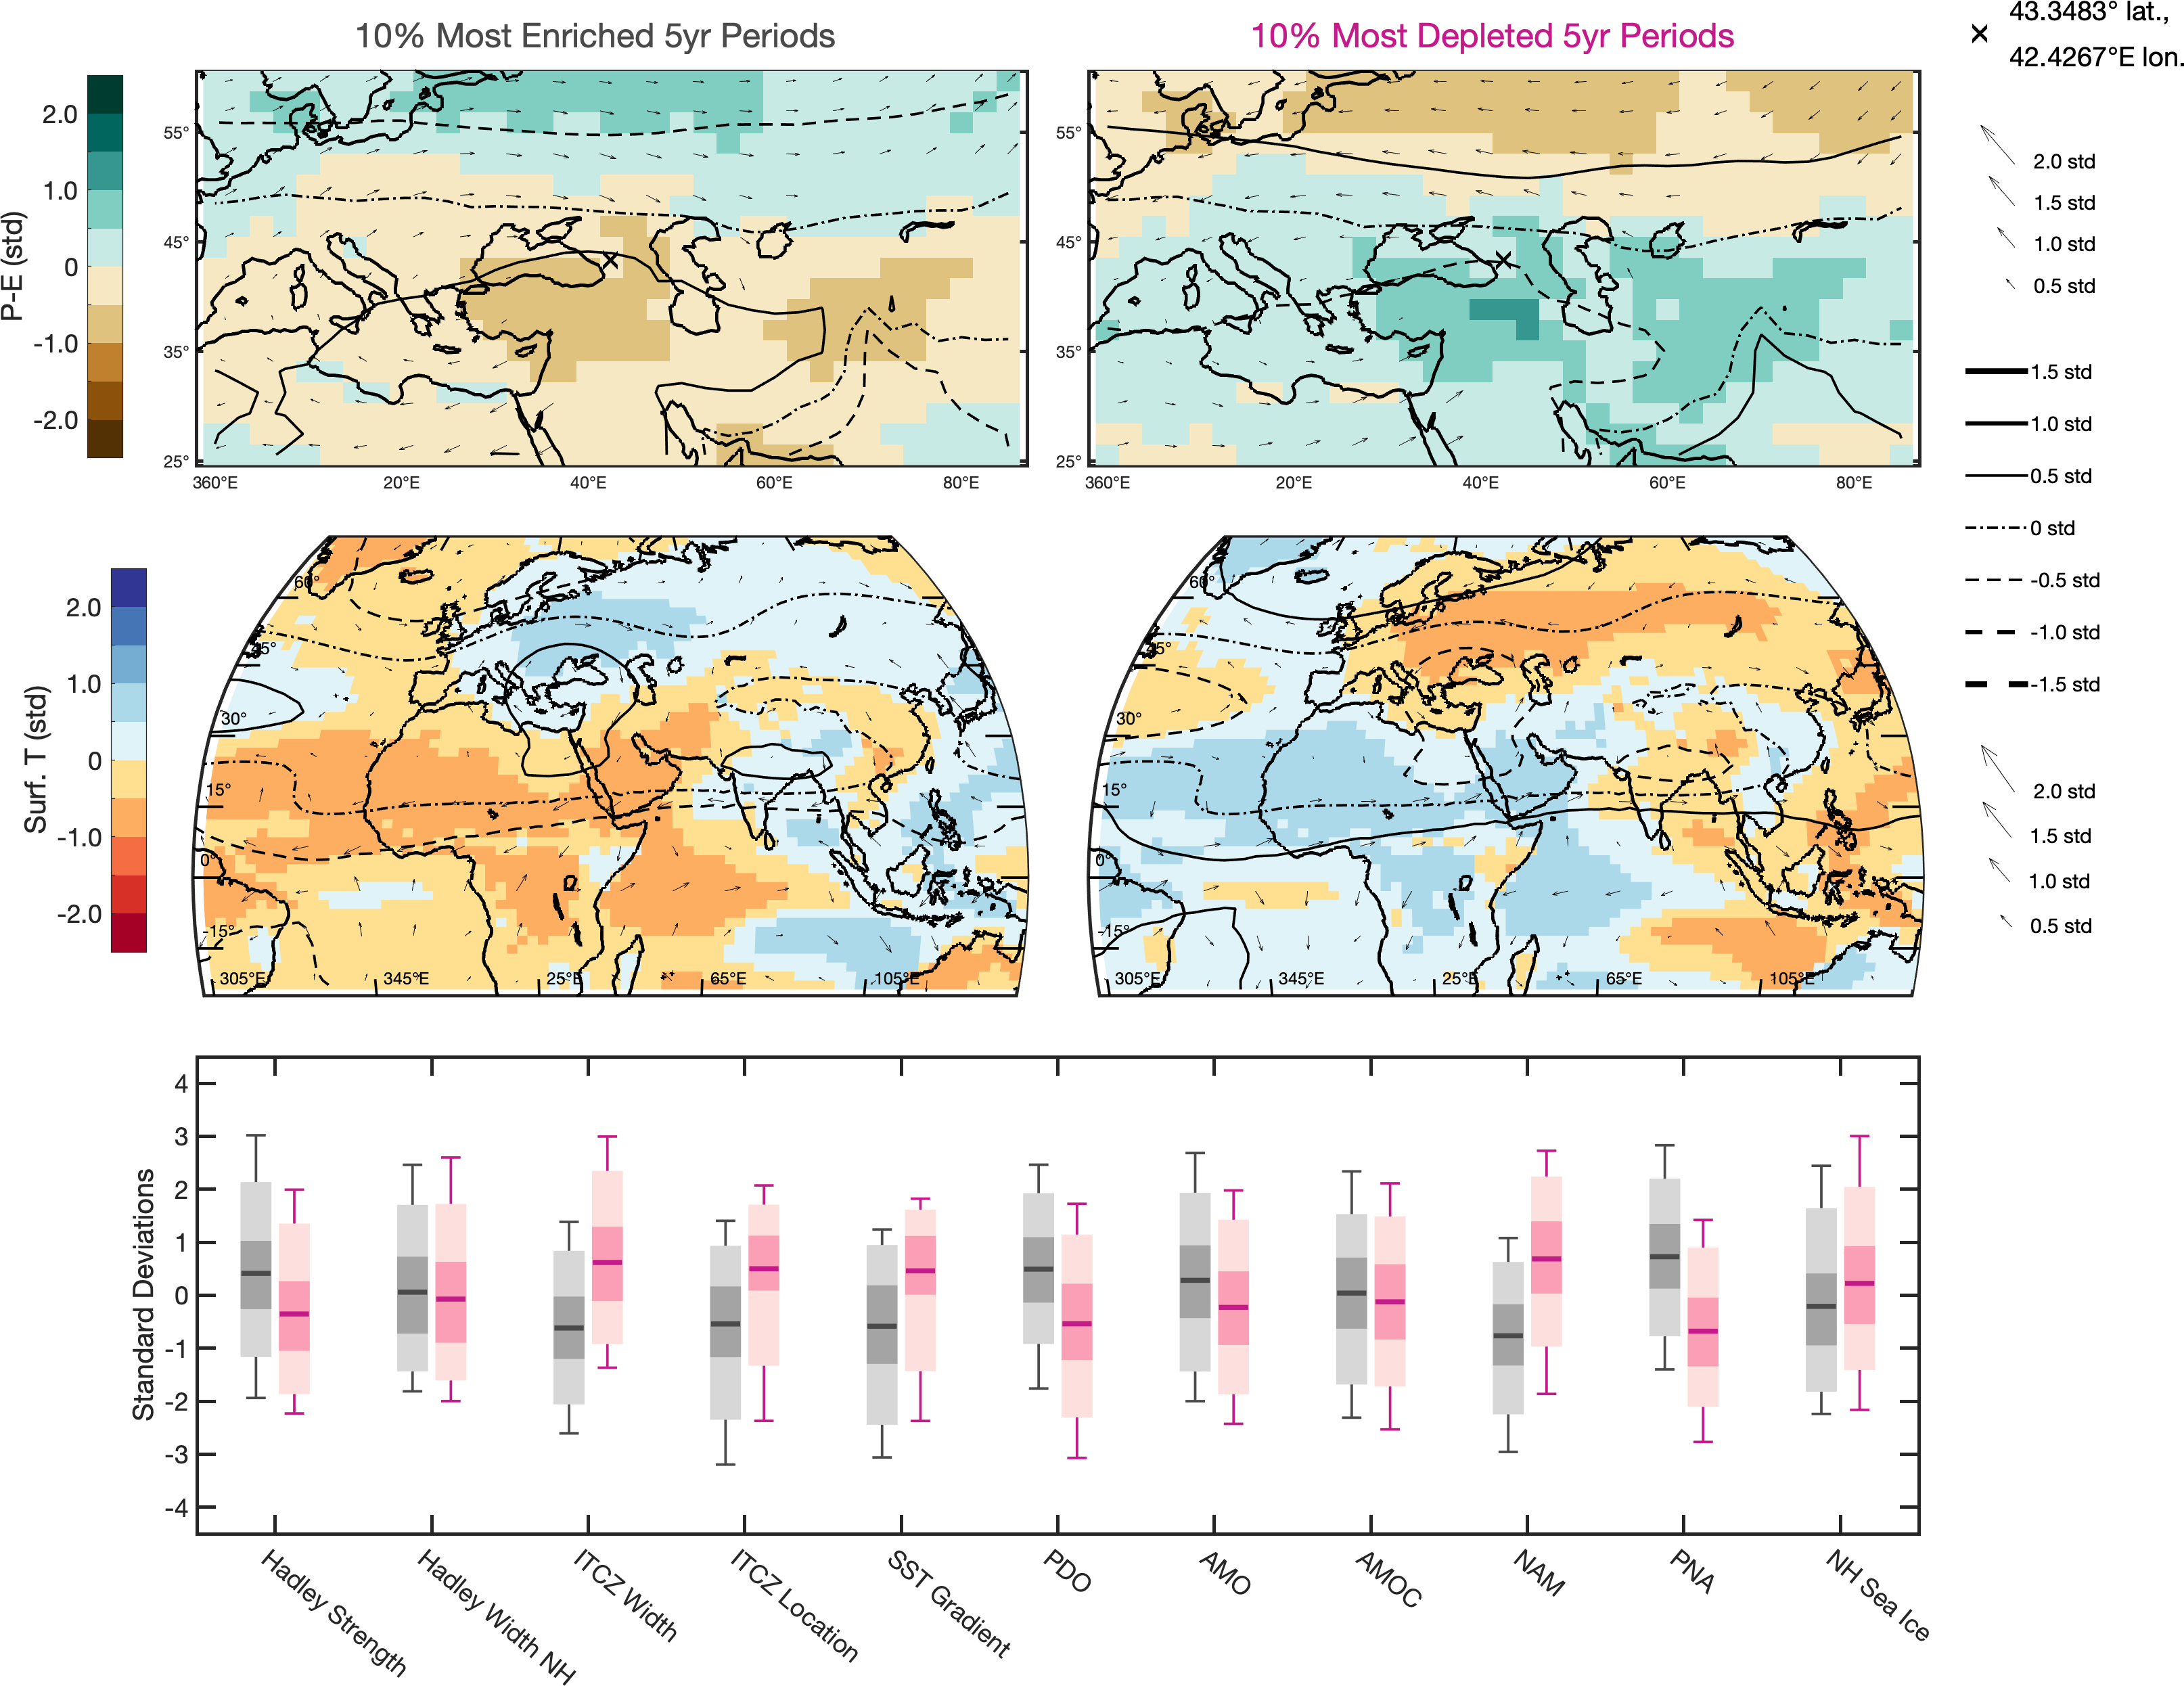 10% Most Enriched 5yr Periods
10% Most Depleted 5yr Periods
43.3483° lat.,
42.4267°E lon.
P-E (std)
2.0
1.0
0
-1.0
-2.0
55°
45°
35°
25°
360°E
20°E
40°E
60°E
80°E
55°
45°
35°
25°
360°E
20°E
40°E
60°E
80°E
2.0 std
1.5 std
1.0 std
0.5 std
1.5 std
1.0 std
0.5 std
0 std
-0.5 std
-1.0 std
-1.5 std
Surf. T (std)
2.0
1.0
0
-1.0
-2.0
60°
45°
30°
15°
0°
-15°
305°E
345°E
25°E
65°E
105°E
60°
45°
30°
15°
0°
-15°
305°E
345°E
25°E
65°E
105°E
2.0 std
1.5 std
1.0 std
0.5 std
Standard Deviations
4
3
2
1
0
-1
-2
-3
-4
Hadley Strength
Hadley Width NH
ITCZ Width
ITCZ Location
SST Gradient
PDO
AMO
AMOC
NAM
PNA
NH Sea Ice